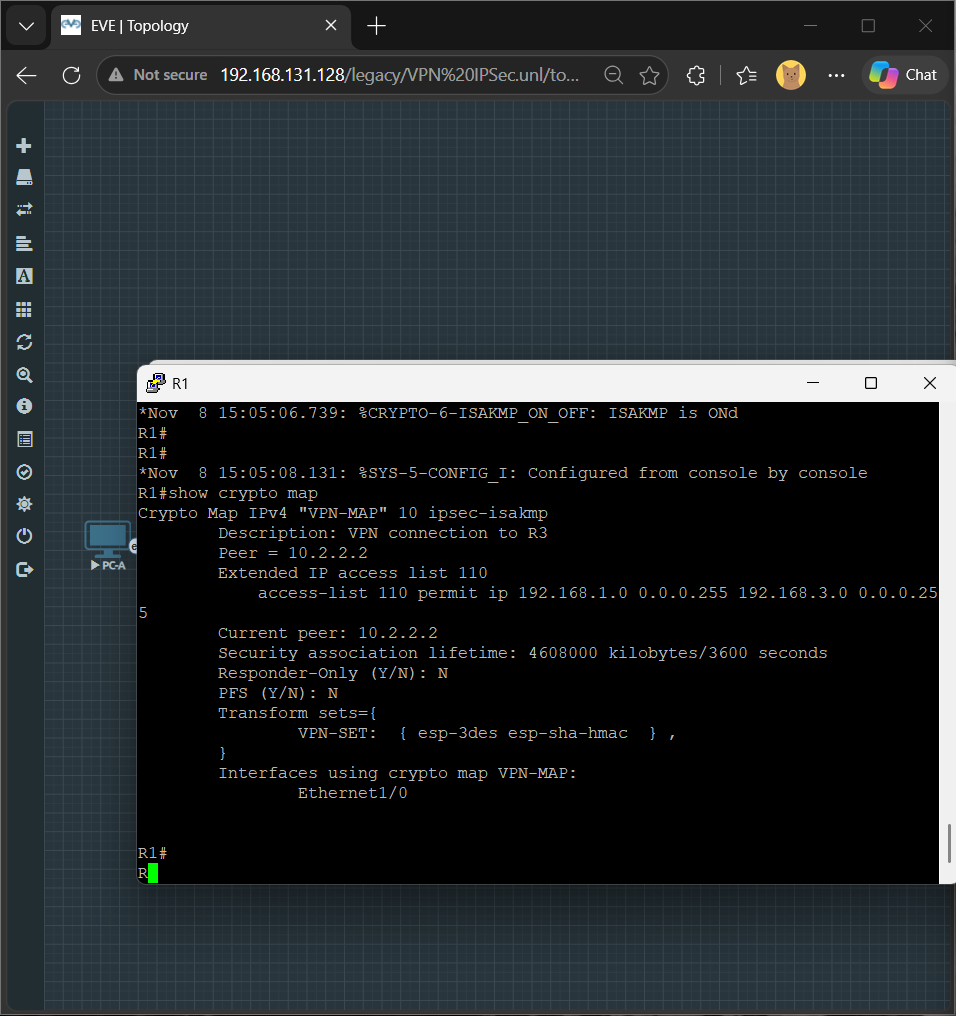 EVE | Topology
Not secure 192.168.131.128/legacy/VPN%20IPSec.unl/to...
Chat
A
PC-A
R1
*Nov  8 15:05:06.739: %CRYPTO-6-ISAKMP_ON_OFF: ISAKMP is ONd
R1#
R1#
*Nov  8 15:05:08.131: %SYS-5-CONFIG_I: Configured from console by console
R1#show crypto map
Crypto Map IPv4 "VPN-MAP" 10 ipsec-isakmp
        Description: VPN connection to R3
        Peer = 10.2.2.2
        Extended IP access list 110
            access-list 110 permit ip 192.168.1.0 0.0.0.255 192.168.3.0 0.0.0.25
5
        Current peer: 10.2.2.2
        Security association lifetime: 4608000 kilobytes/3600 seconds
        Responder-Only (Y/N): N
        PFS (Y/N): N
        Transform sets={
                VPN-SET:  { esp-3des esp-sha-hmac  } ,
        }
        Interfaces using crypto map VPN-MAP:
                Ethernet1/0
R1#
R